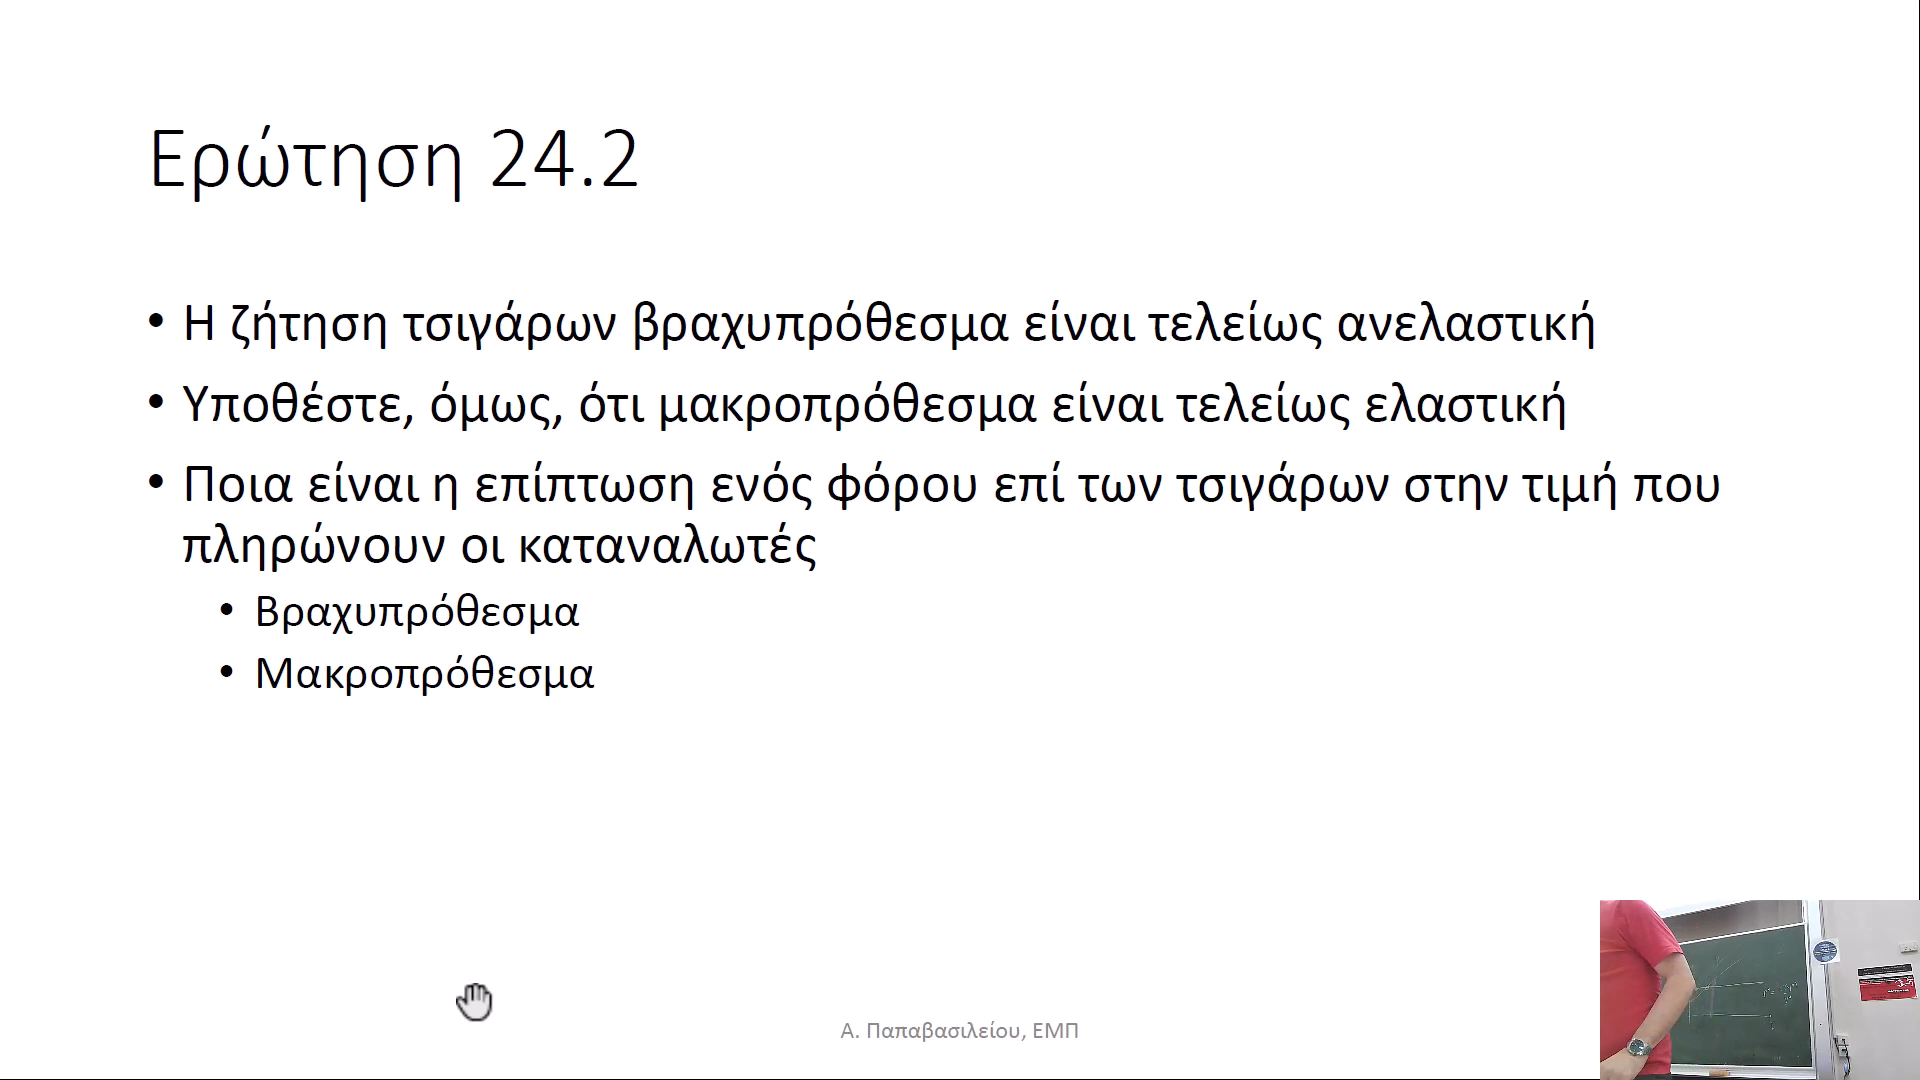 Ερώτηση 24.2
• Η ζήτηση τσιγάρων βραχυπρόθεσμα είναι τελείως ανελαστική
• Υποθέστε, όμως, ότι μακροπρόθεσμα είναι τελείως ελαστική
• Ποια είναι η επίπτωση ενός φόρου επί των τσιγάρων στην τιμή που
πληρώνουν οι καταναλωτές
• Βραχυπρόθεσμα
• Μακροπρόθεσμα
Α. Παπαβασιλείου, ΕΜΠ